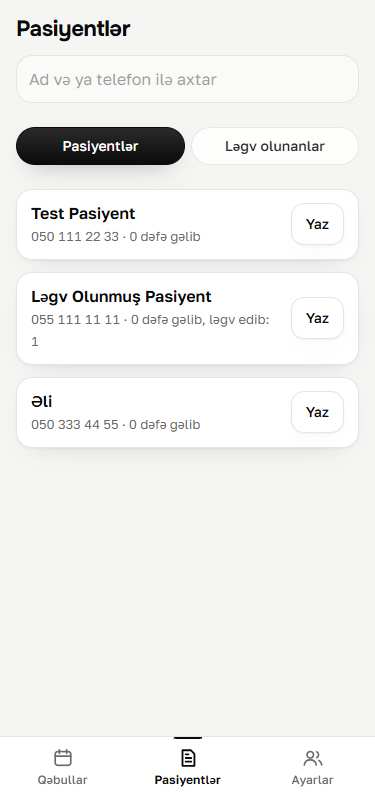 Pasiyentlər
Ad və ya telefon ilə axtar
Pasiyentlər
Ləgv olunanlar
Test Pasiyent
050 111 22 33 · 0 dəfə gəlib
Yaz
Ləgv Olunmuş Pasiyent
055 111 11 11 · 0 dəfə gəlib, ləgv edib:
1
Yaz
Əli
050 333 44 55 · 0 dəfə gəlib
Yaz
Qəbullar
Pasiyentlər
Ayarlar